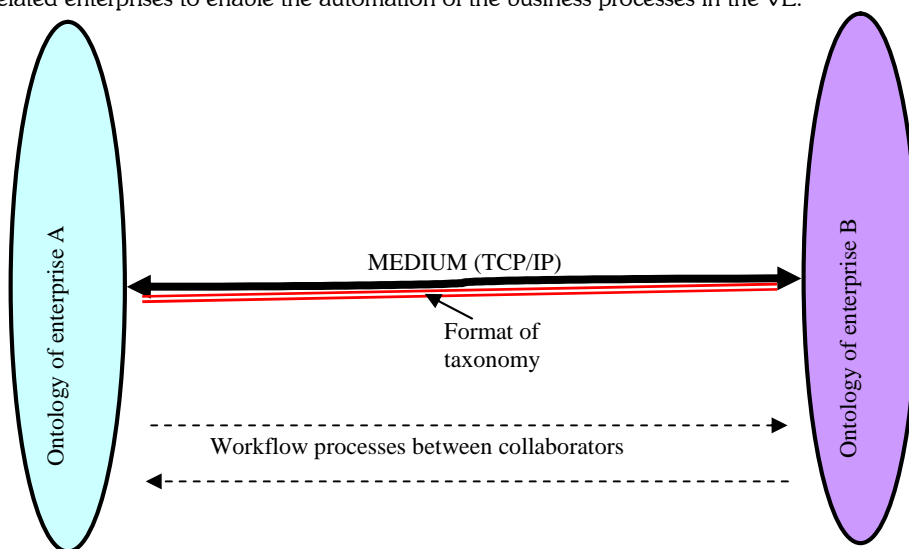 elated enterprises to enable the automation of the business processes in the VE.
Ontology of enterprise A
MEDIUM (TCP/IP)
Format of
taxonomy
Workflow processes between collaborators
Ontology of enterprise B